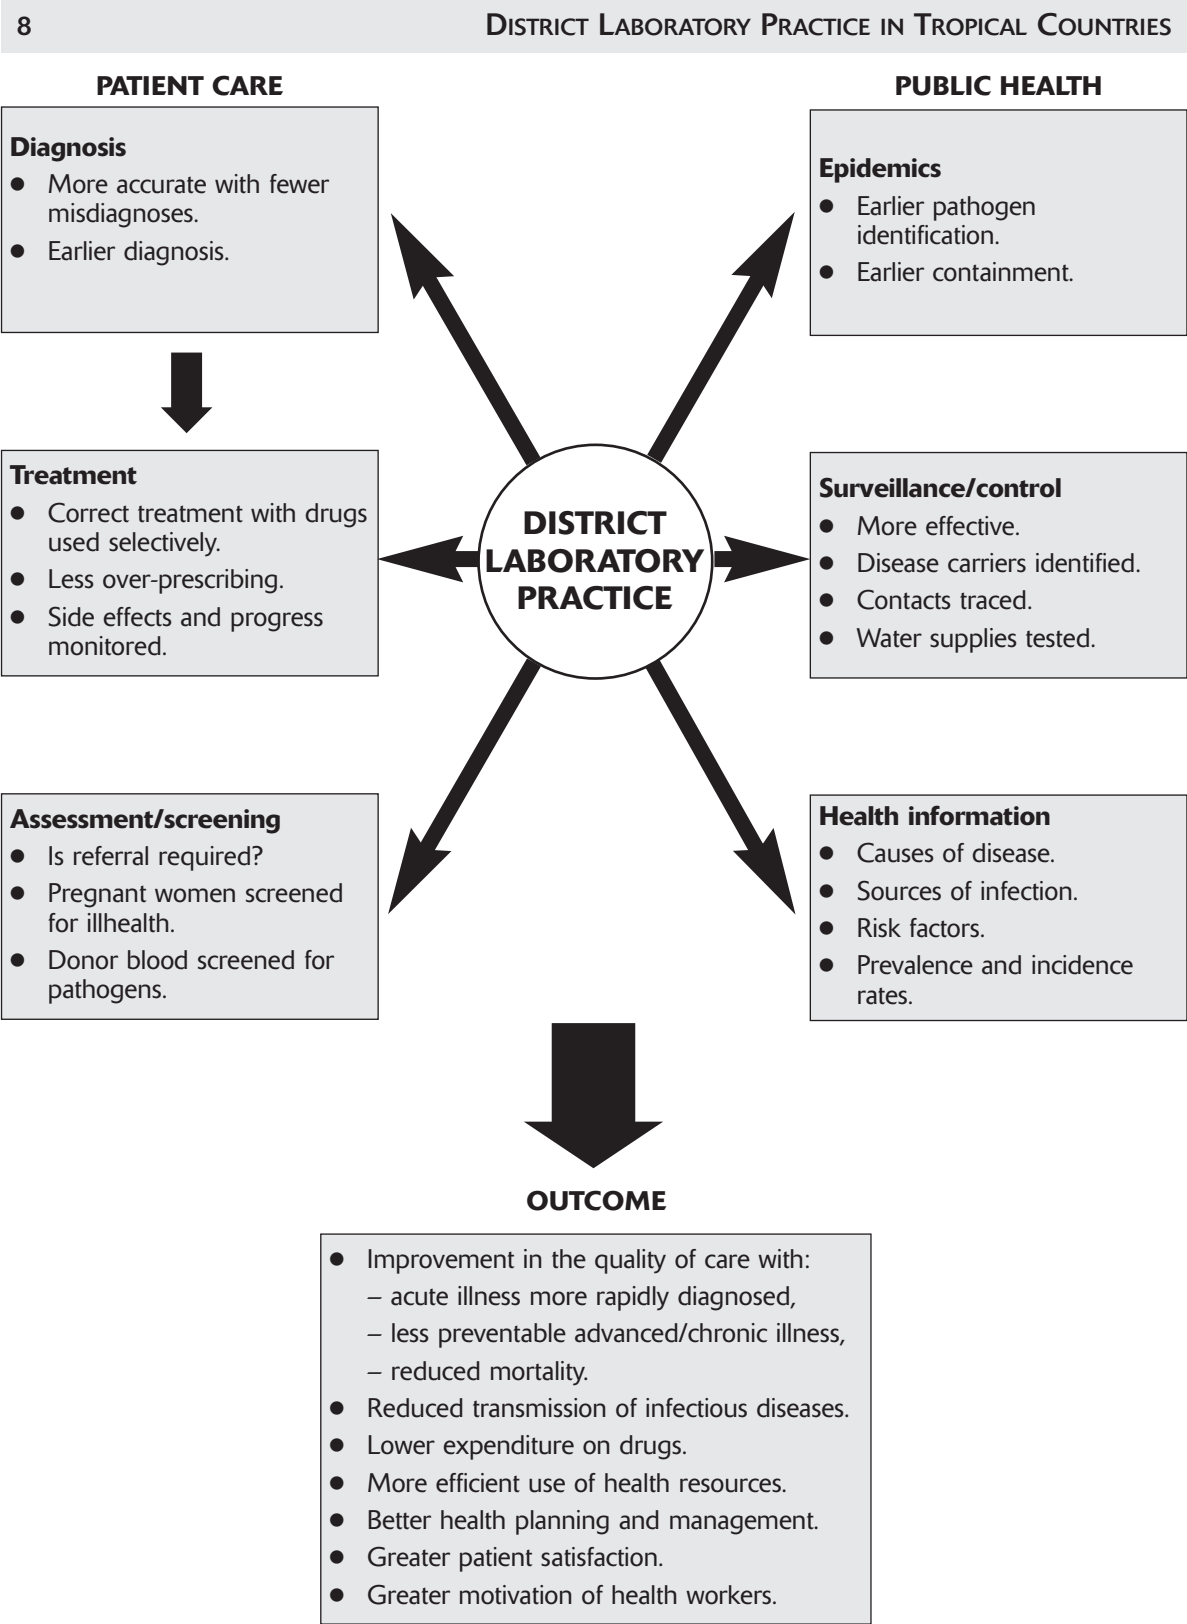 8
DISTRICT LABORATORY PRACTICE IN TROPICAL COUNTRIES
PATIENT CARE
Diagnosis
● More accurate with fewer
misdiagnoses.
● Earlier diagnosis.
Treatment
● Correct treatment with drugs
used selectively.
● Less over-prescribing.
● Side effects and progress
monitored.
Assessment/screening
● Is referral required?
● Pregnant women screened
for illhealth.
● Donor blood screened for
pathogens.
DISTRICT
LABORATORY
PRACTICE
PUBLIC HEALTH
Epidemics
● Earlier pathogen
identification.
● Earlier containment.
Surveillance/control
● More effective.
● Disease carriers identified.
● Contacts traced.
● Water supplies tested.
Health information
● Causes of disease.
● Sources of infection.
● Risk factors.
● Prevalence and incidence
rates.
OUTCOME
● Improvement in the quality of care with:
– acute illness more rapidly diagnosed,
– less preventable advanced/chronic illness,
– reduced mortality.
● Reduced transmission of infectious diseases.
● Lower expenditure on drugs.
● More efficient use of health resources.
● Better health planning and management.
● Greater patient satisfaction.
● Greater motivation of health workers.